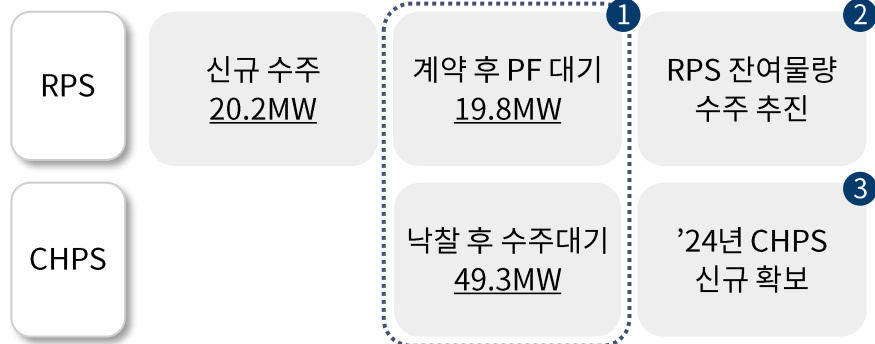 RPS
신규 수주
20.2MW
1
계약 후 PF 대기
19.8MW
2
RPS 잔여물량
수주 추진
CHPS
낙찰 후 수주대기
49.3MW
3
’24년 CHPS
신규 확보